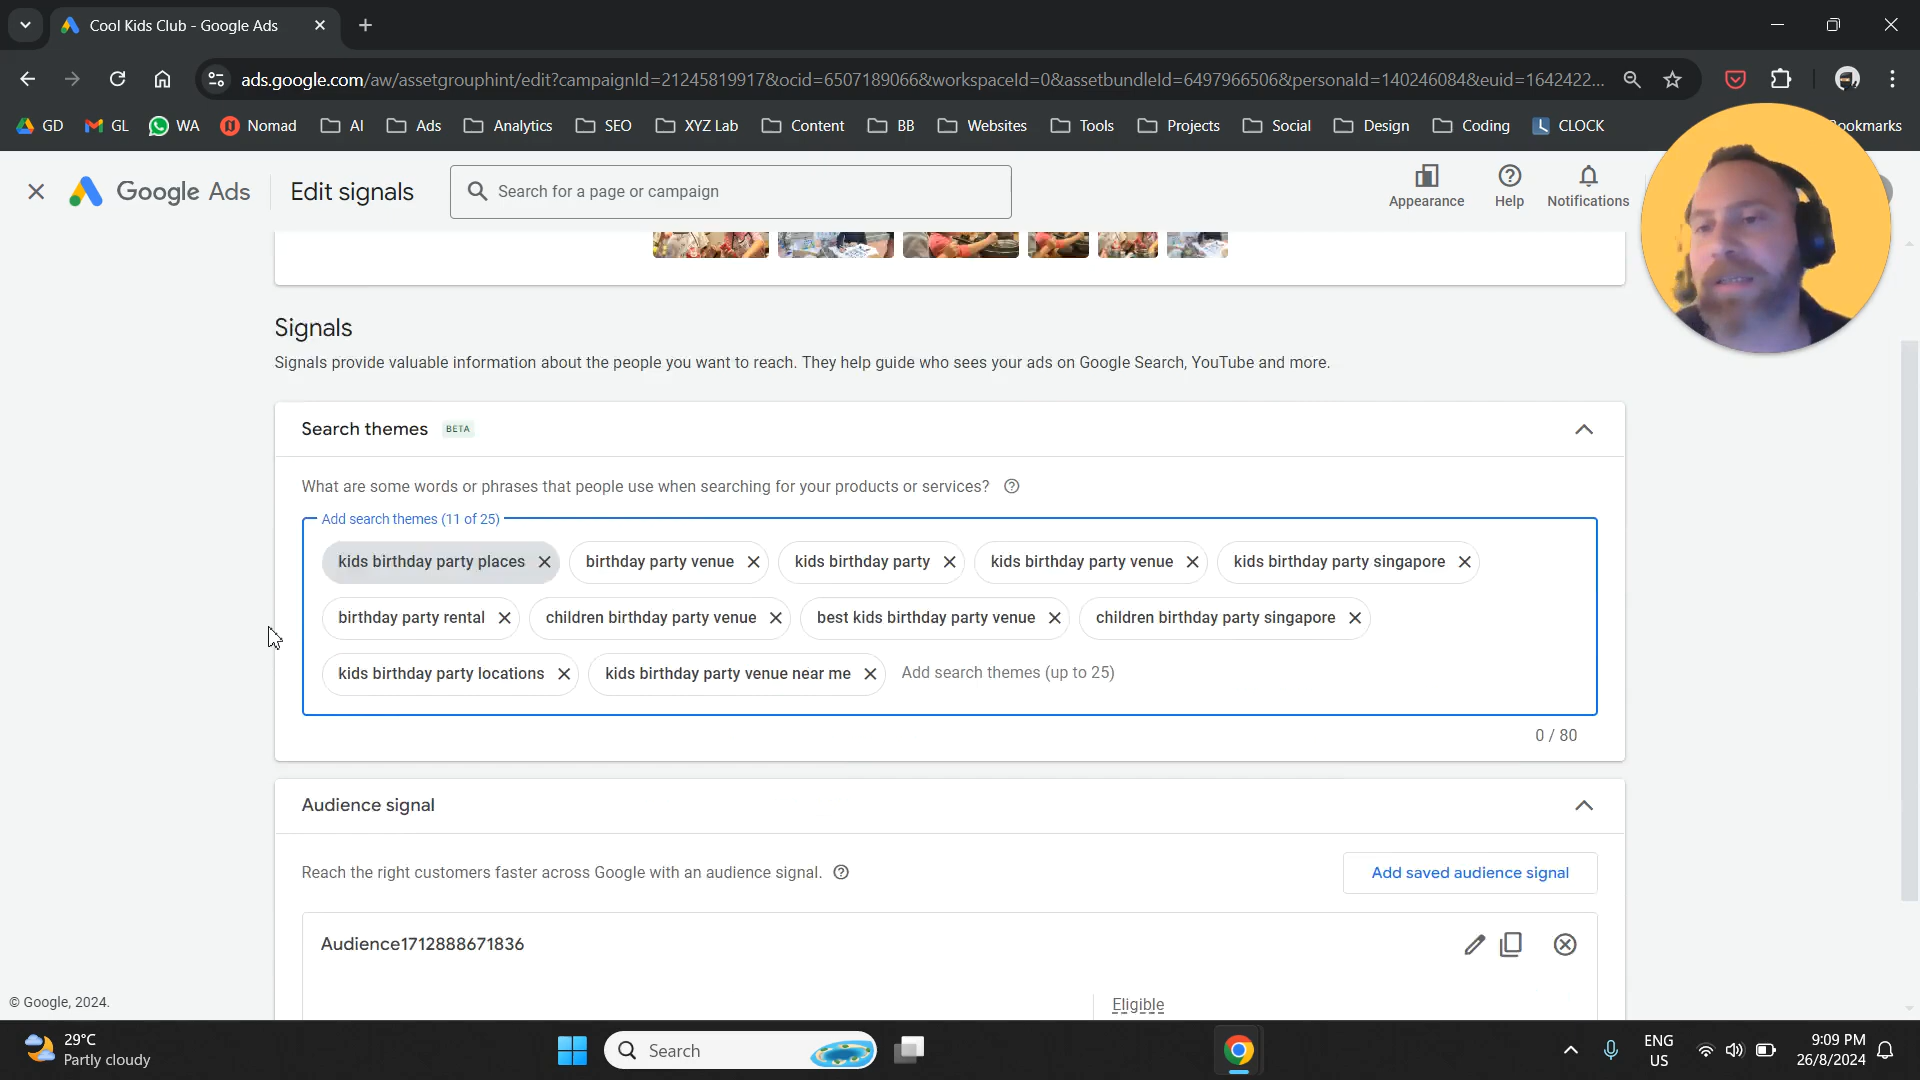 Cool Kids Club - Google Ads
ads.google.com/aw/assetgrouphint/edit?campaignId=21245819917&ocid=6507189066&workspaceId=0&assetbundleId=6497966506&personaId=140246084&euid=1642422...
GD GL WA Nomad AI Ads Analytics SEO XYZ Lab Content BB Websites Tools Projects Social Design Coding CLOCK ookmarks
Google Ads Edit signals Search for a page or campaign Appearance Help Notifications
Signals
Signals provide valuable information about the people you want to reach. They help guide who sees your ads on Google Search, YouTube and more.
Search themes BETA
What are some words or phrases that people use when searching for your products or services?
Add search themes (11 of 25)
kids birthday party places birthday party venue kids birthday party kids birthday party venue kids birthday party singapore
birthday party rental children birthday party venue best kids birthday party venue children birthday party singapore
kids birthday party locations kids birthday party venue near me Add search themes (up to 25)
0 / 80
Audience signal
Reach the right customers faster across Google with an audience signal. Add saved audience signal
Audience1712888671836
Eligible
© Google, 2024.
29°C
Partly cloudy
Search
ENG
US
9:09 PM
26/8/2024